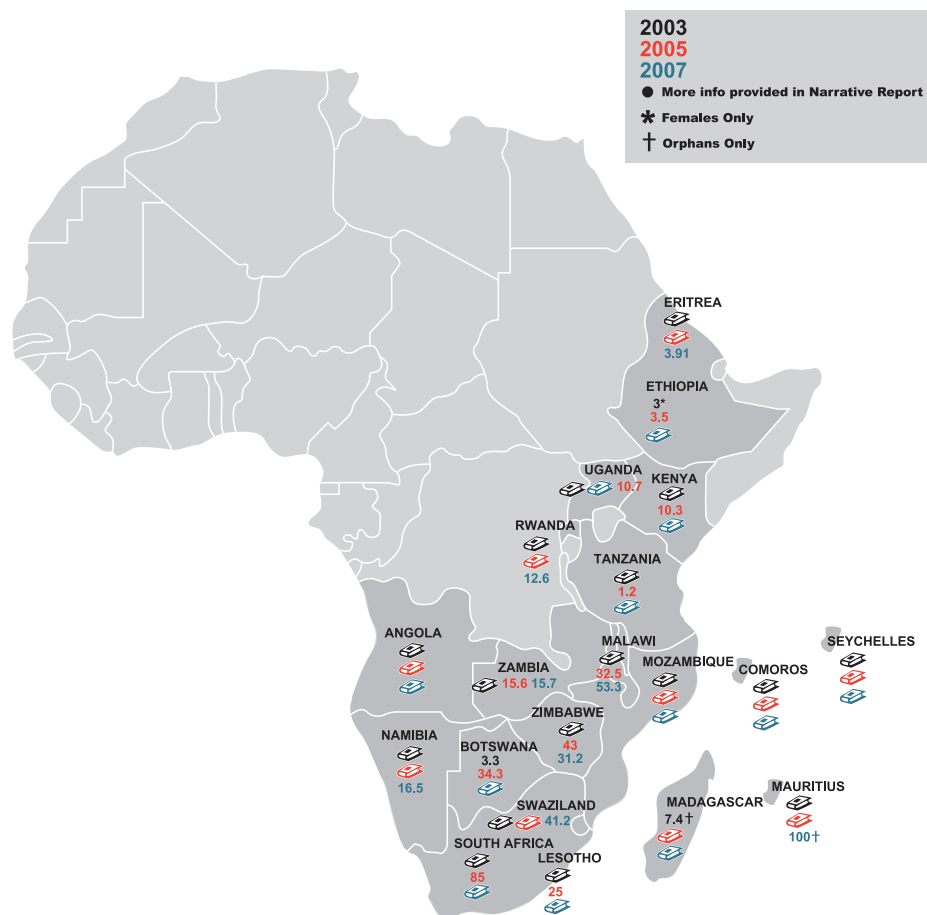 2003
2005
2007
● More info provided in Narrative Report
* Females Only
† Orphans Only
ERITREA
3.91
ETHIOPIA
3*
3.5
UGANDA
10.7
KENYA
10.3
RWANDA
12.6
TANZANIA
1.2
ANGOLA
ZAMBIA
15.6 15.7
MALAWI
32.5
53.3
MOZAMBIQUE
COMOROS
SEYCHELLES
ZIMBABWE
43
31.2
NAMIBIA
16.5
BOTSWANA
3.3
34.3
SWAZILAND
41.2
MADAGASCAR
7.4†
MAURITIUS
100†
SOUTH AFRICA
85
LESOTHO
25